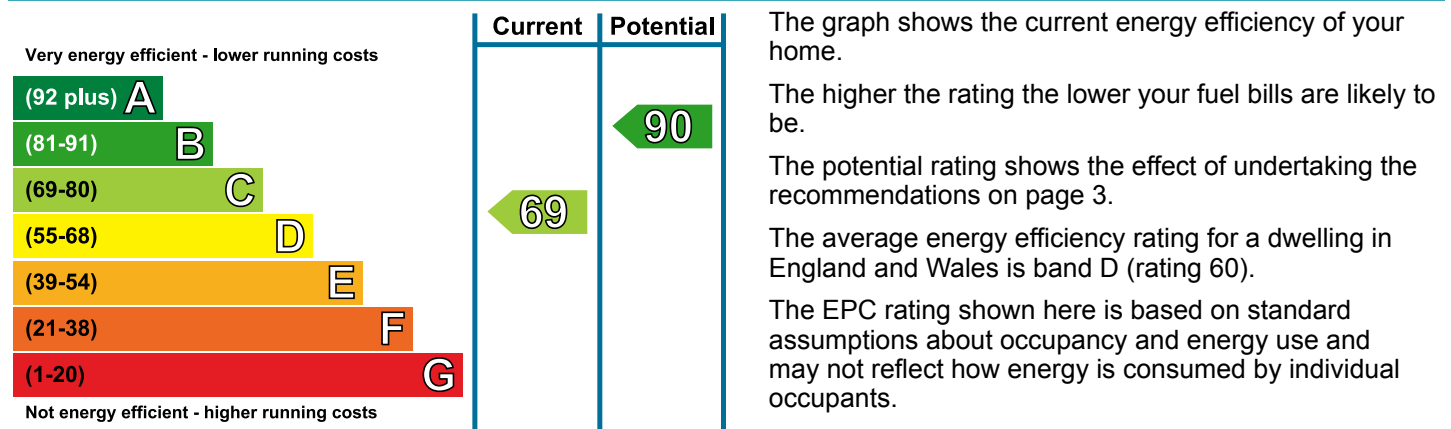 Current Potential
Very energy efficient - lower running costs
(92 plus) A
(81-91) B
(69-80) C
(55-68) D
(39-54) E
(21-38) F
(1-20) G
Not energy efficient - higher running costs
69
90
The graph shows the current energy efficiency of your
home.
The higher the rating the lower your fuel bills are likely to
be.
The potential rating shows the effect of undertaking the
recommendations on page 3.
The average energy efficiency rating for a dwelling in
England and Wales is band D (rating 60).
The EPC rating shown here is based on standard
assumptions about occupancy and energy use and
may not reflect how energy is consumed by individual
occupants.